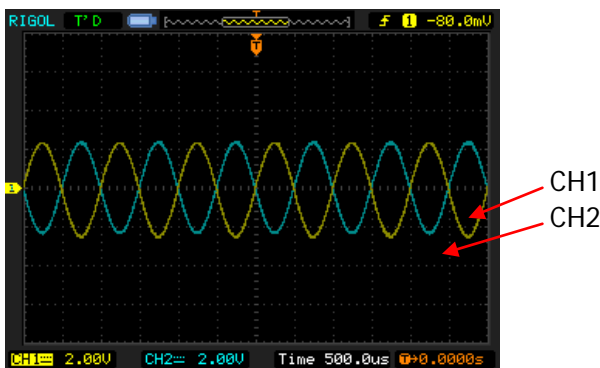 RIGOL T'D T f 1 -80.0mV
T
1
CH1
CH2
CH1 2.00V CH2 2.00V Time 500.0us T→0.0000s